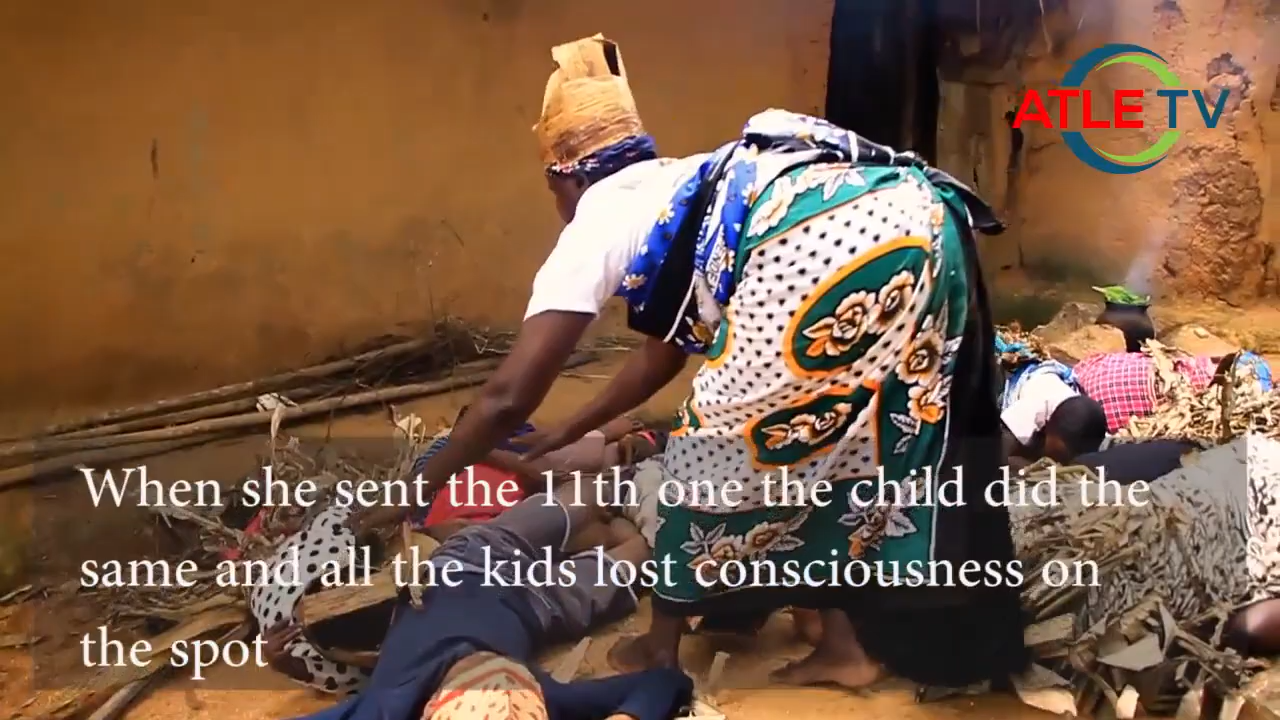 ATLE TV
When she sent the 11th one the child did the
same and all the kids lost consciousness on
the spot